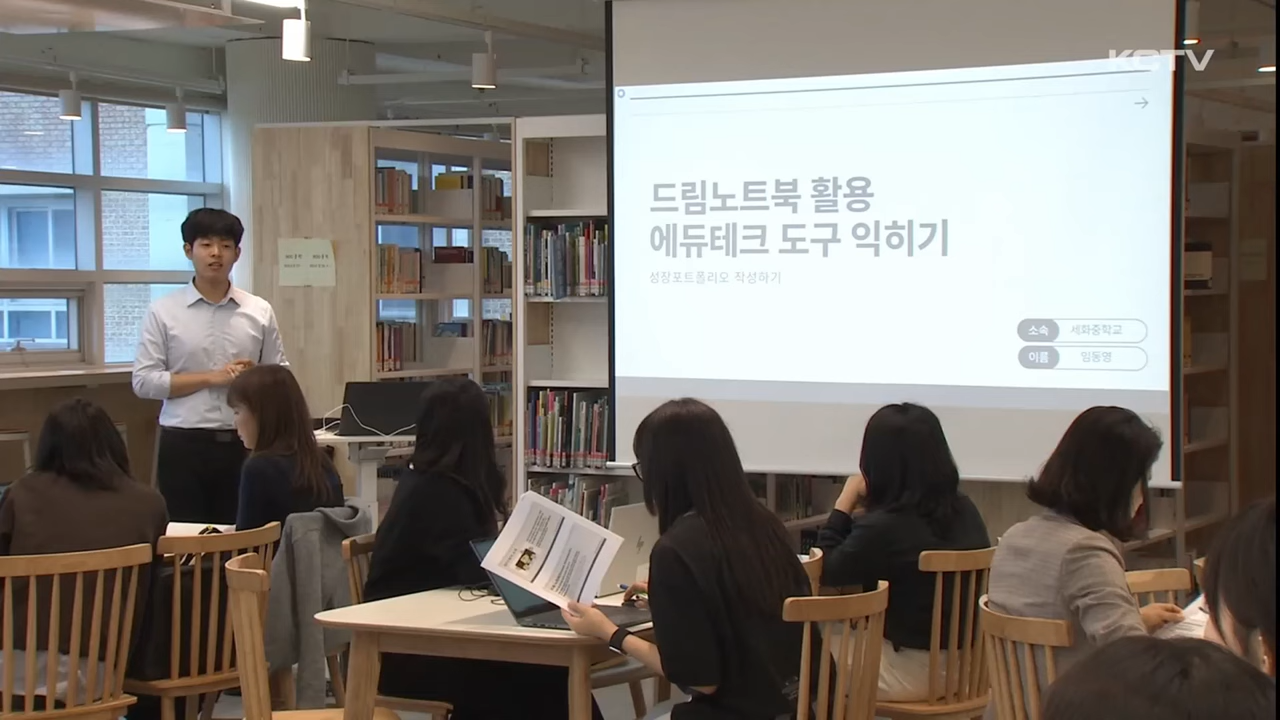 KCTV
드림노트북 활용
에듀테크 도구 익히기
성장포트폴리오 작성하기
소속 세화중학교
이름 임동영